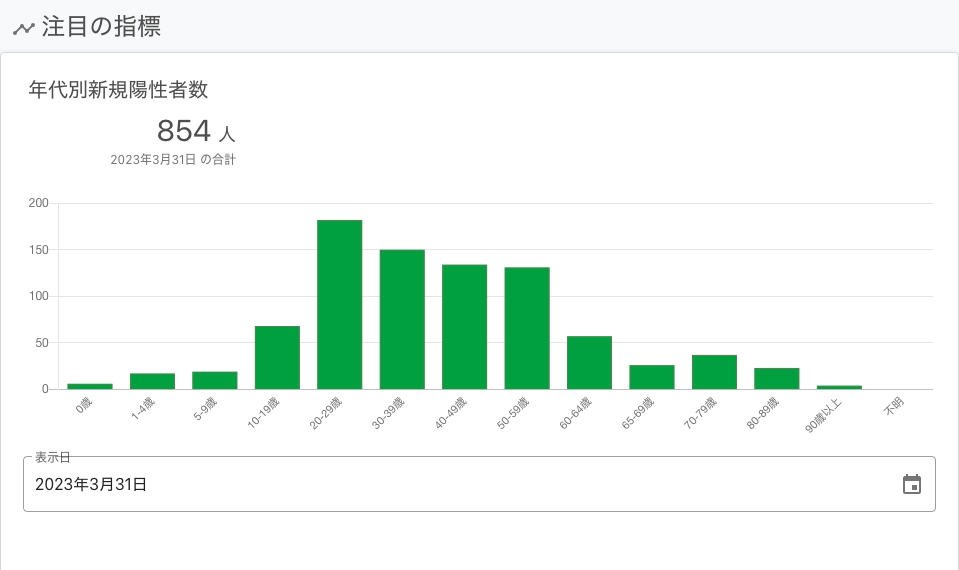 注目の指標
年代別新規陽性者数
854 人
2023年3月31日 の合計
200
150
100
50
0
0歳
1-4歳
5-9歳
10-19歳
20-29歳
30-39歳
40-49歳
50-59歳
60-64歳
65-69歳
70-79歳
80-89歳
90歳以上
不明
表示日
2023年3月31日